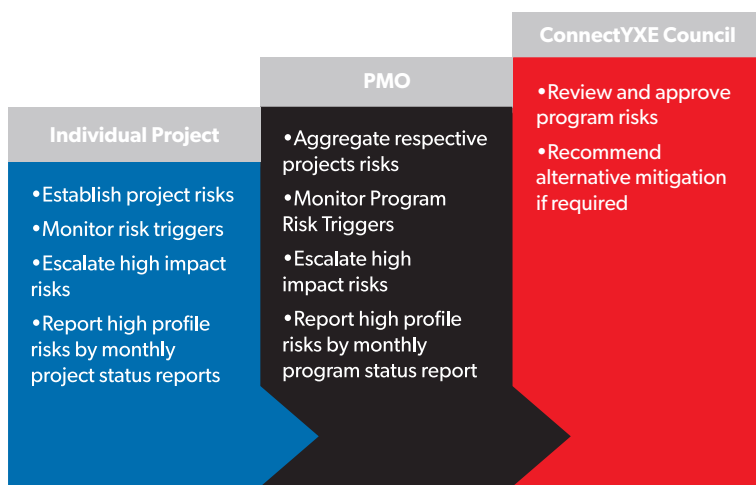 Individual Project
•Establish project risks
•Monitor risk triggers
•Escalate high impact
risks
•Report high profile
risks by monthly
project status reports
PMO
•Aggregate respective
projects risks
•Monitor Program
Risk Triggers
•Escalate high
impact risks
•Report high profile
risks by monthly
program status report
ConnectYXE Council
•Review and approve
program risks
•Recommend
alternative mitigation
if required